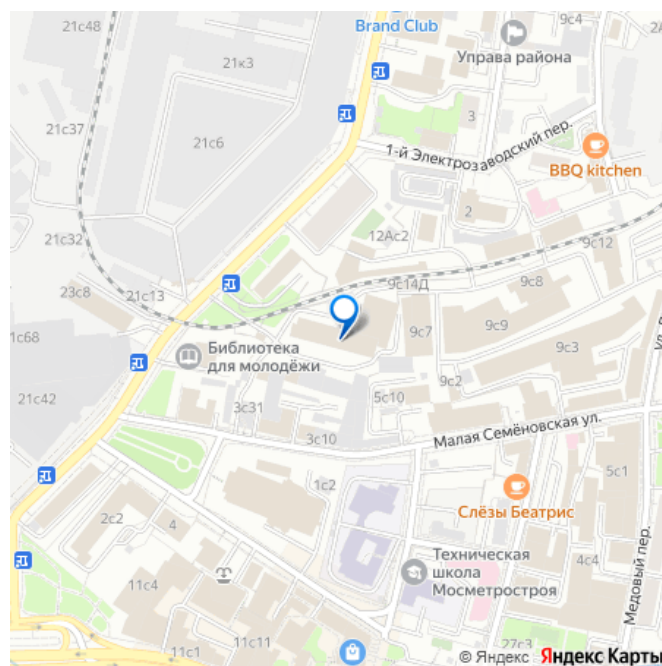 21с48
9с4
Brand Club
Управа района
21к3
21с37
21с6
3
1-й Электрозаводский пер.
BBQ kitchen
2
12Ас2
21с32
9с12
23с8
21с13
9с14Д
9с8
21с68
9с7
9с9
Библиотека
для молодёжи
9с3
9с2
21с42
3с31
5с10
3с10
Малая Семёновская ул.
1с2
5с1
Слёзы Беатрис
2с2
4
Техническая
школа
Мосметростроя
4с4
Медовый пер.
11с4
11с1
11с11
27с3
© Яндекс
Яндекс Карты